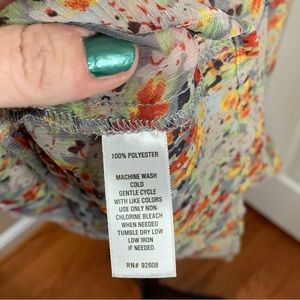 100% POLYESTER
MACHINE WASH
COLD
GENTLE CYCLE
WITH LIKE COLORS
USE ONLY NON-
CHLORINE BLEACH
WHEN NEEDED
TUMBLE DRY LOW
LOW IRON
IF NEEDED
RN# 92808